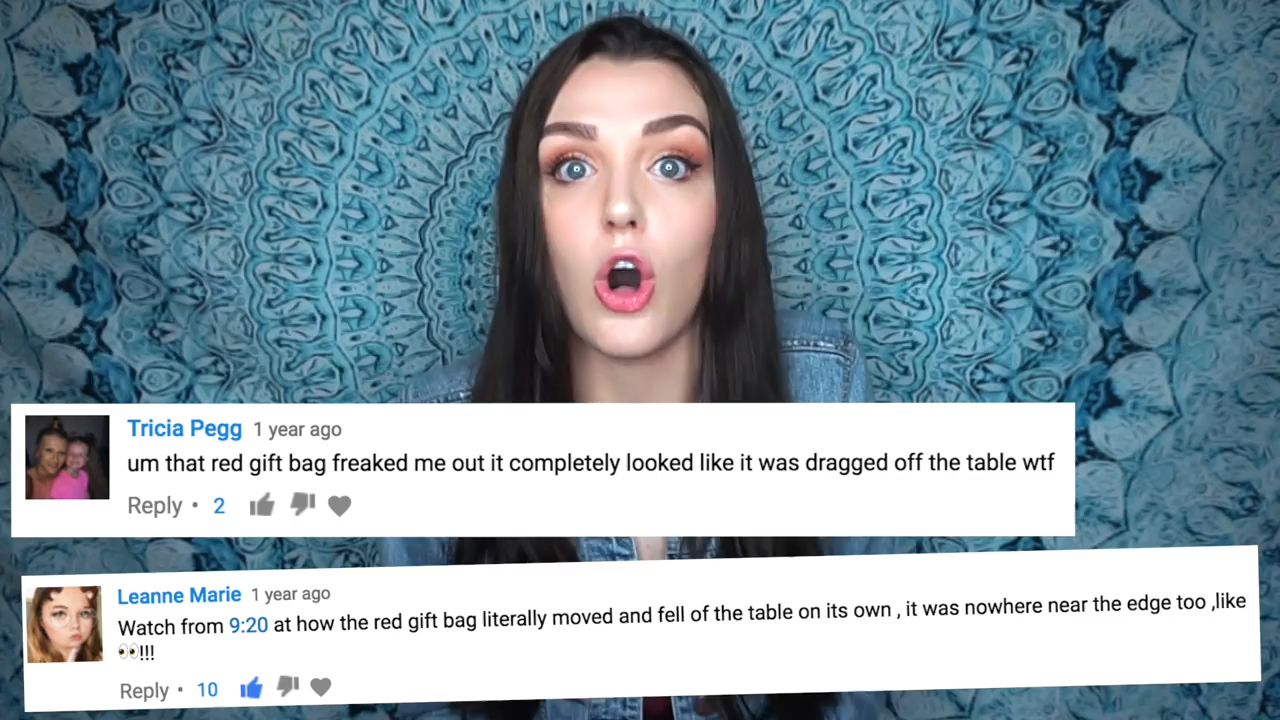 Tricia Pegg 1 year ago
um that red gift bag freaked me out it completely looked like it was dragged off the table wtf
Reply • 2
Leanne Marie 1 year ago
Watch from 9:20 at how the red gift bag literally moved and fell of the table on its own , it was nowhere near the edge too ,like
👀!!!
Reply • 10